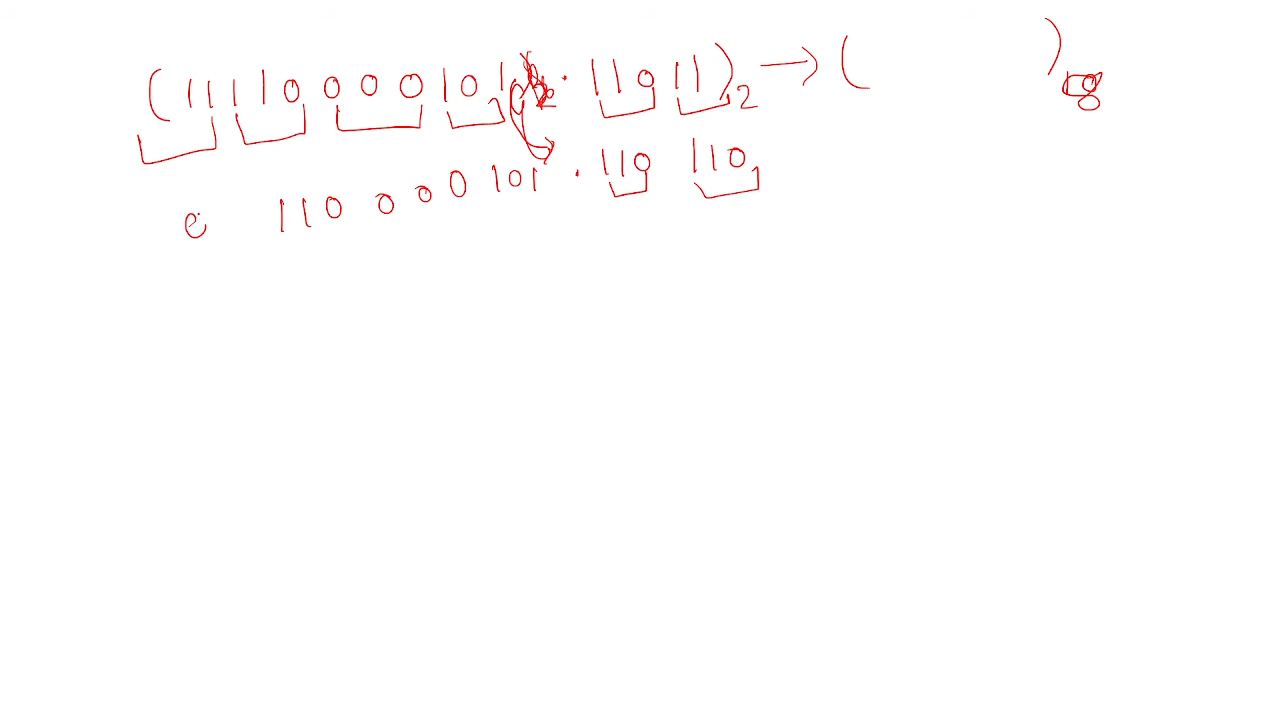 (11110000101 . 11011)2 → ( )8
110 000 101 . 110 110